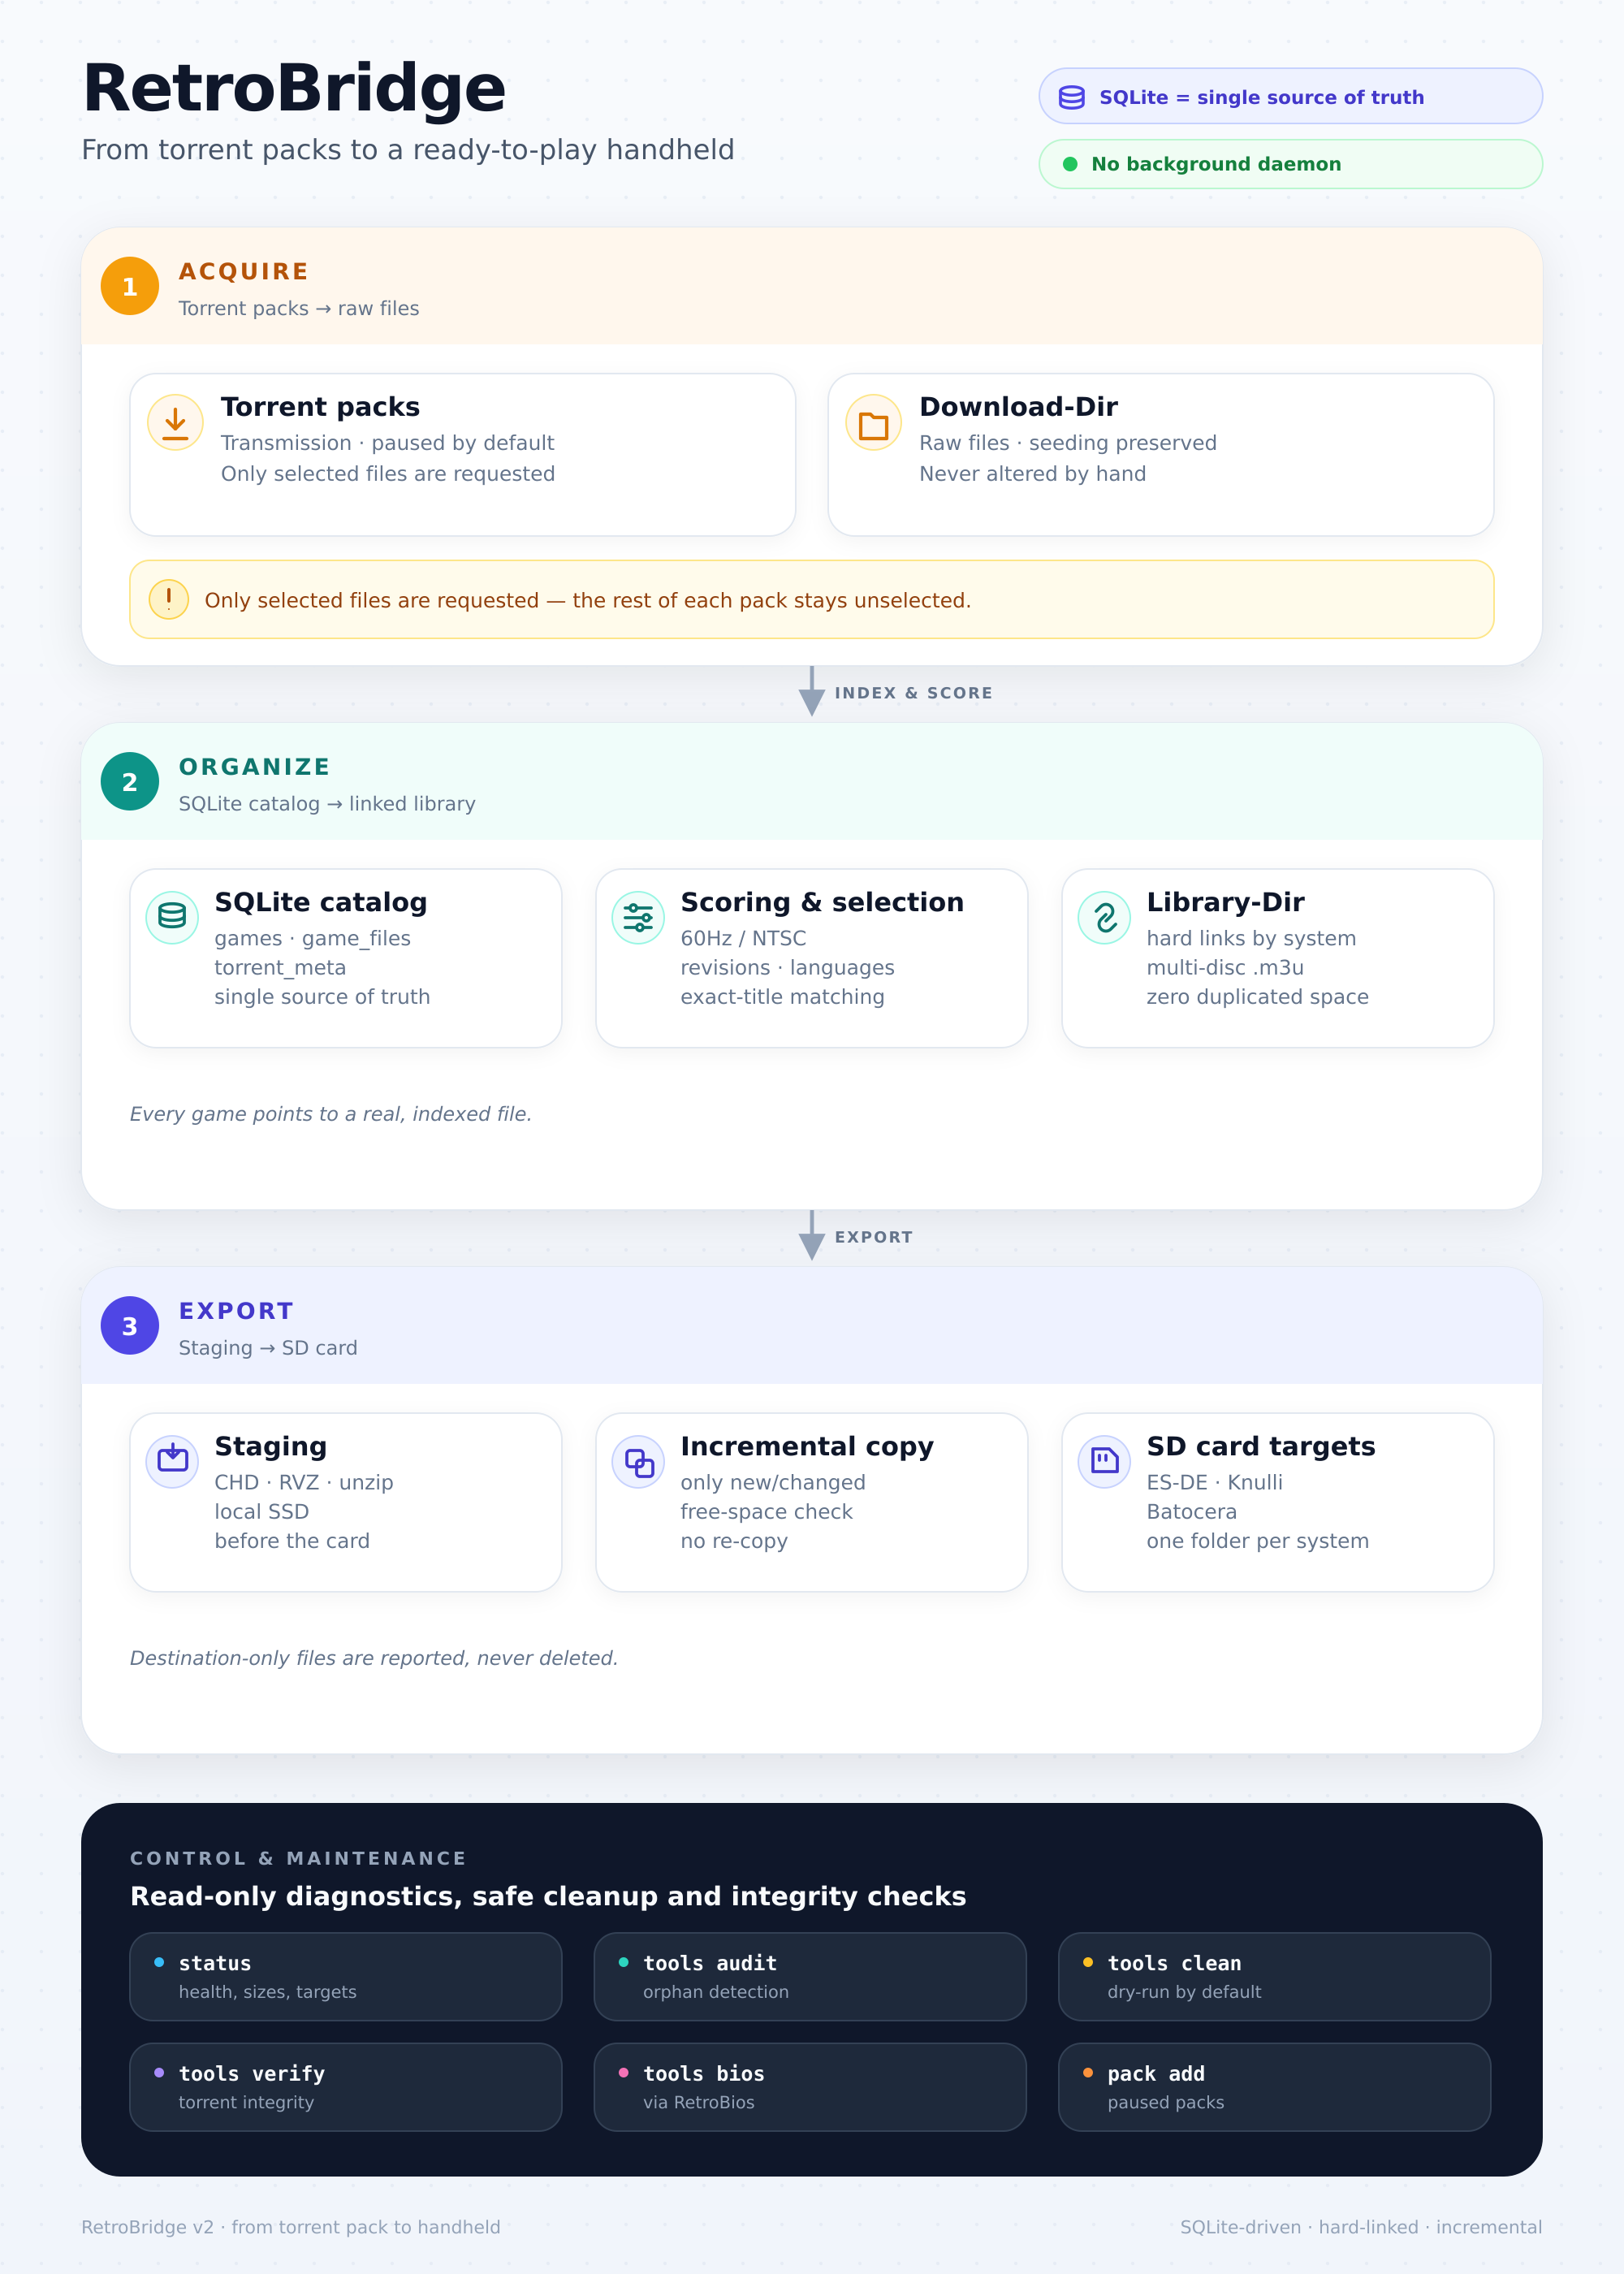 RetroBridge
From torrent packs to a ready-to-play handheld
SQLite = single source of truth
No background daemon
1
ACQUIRE
Torrent packs → raw files
Torrent packs
Transmission · paused by default
Only selected files are requested
Download-Dir
Raw files · seeding preserved
Never altered by hand
! Only selected files are requested — the rest of each pack stays unselected.
INDEX & SCORE
2
ORGANIZE
SQLite catalog → linked library
SQLite catalog
games · game_files
torrent_meta
single source of truth
Scoring & selection
60Hz / NTSC
revisions · languages
exact-title matching
Library-Dir
hard links by system
multi-disc .m3u
zero duplicated space
Every game points to a real, indexed file.
EXPORT
3
EXPORT
Staging → SD card
Staging
CHD · RVZ · unzip
local SSD
before the card
Incremental copy
only new/changed
free-space check
no re-copy
SD card targets
ES-DE · Knulli
Batocera
one folder per system
Destination-only files are reported, never deleted.
CONTROL & MAINTENANCE
Read-only diagnostics, safe cleanup and integrity checks
status
health, sizes, targets
tools audit
orphan detection
tools clean
dry-run by default
tools verify
torrent integrity
tools bios
via RetroBios
pack add
paused packs
RetroBridge v2 · from torrent pack to handheld
SQLite-driven · hard-linked · incremental